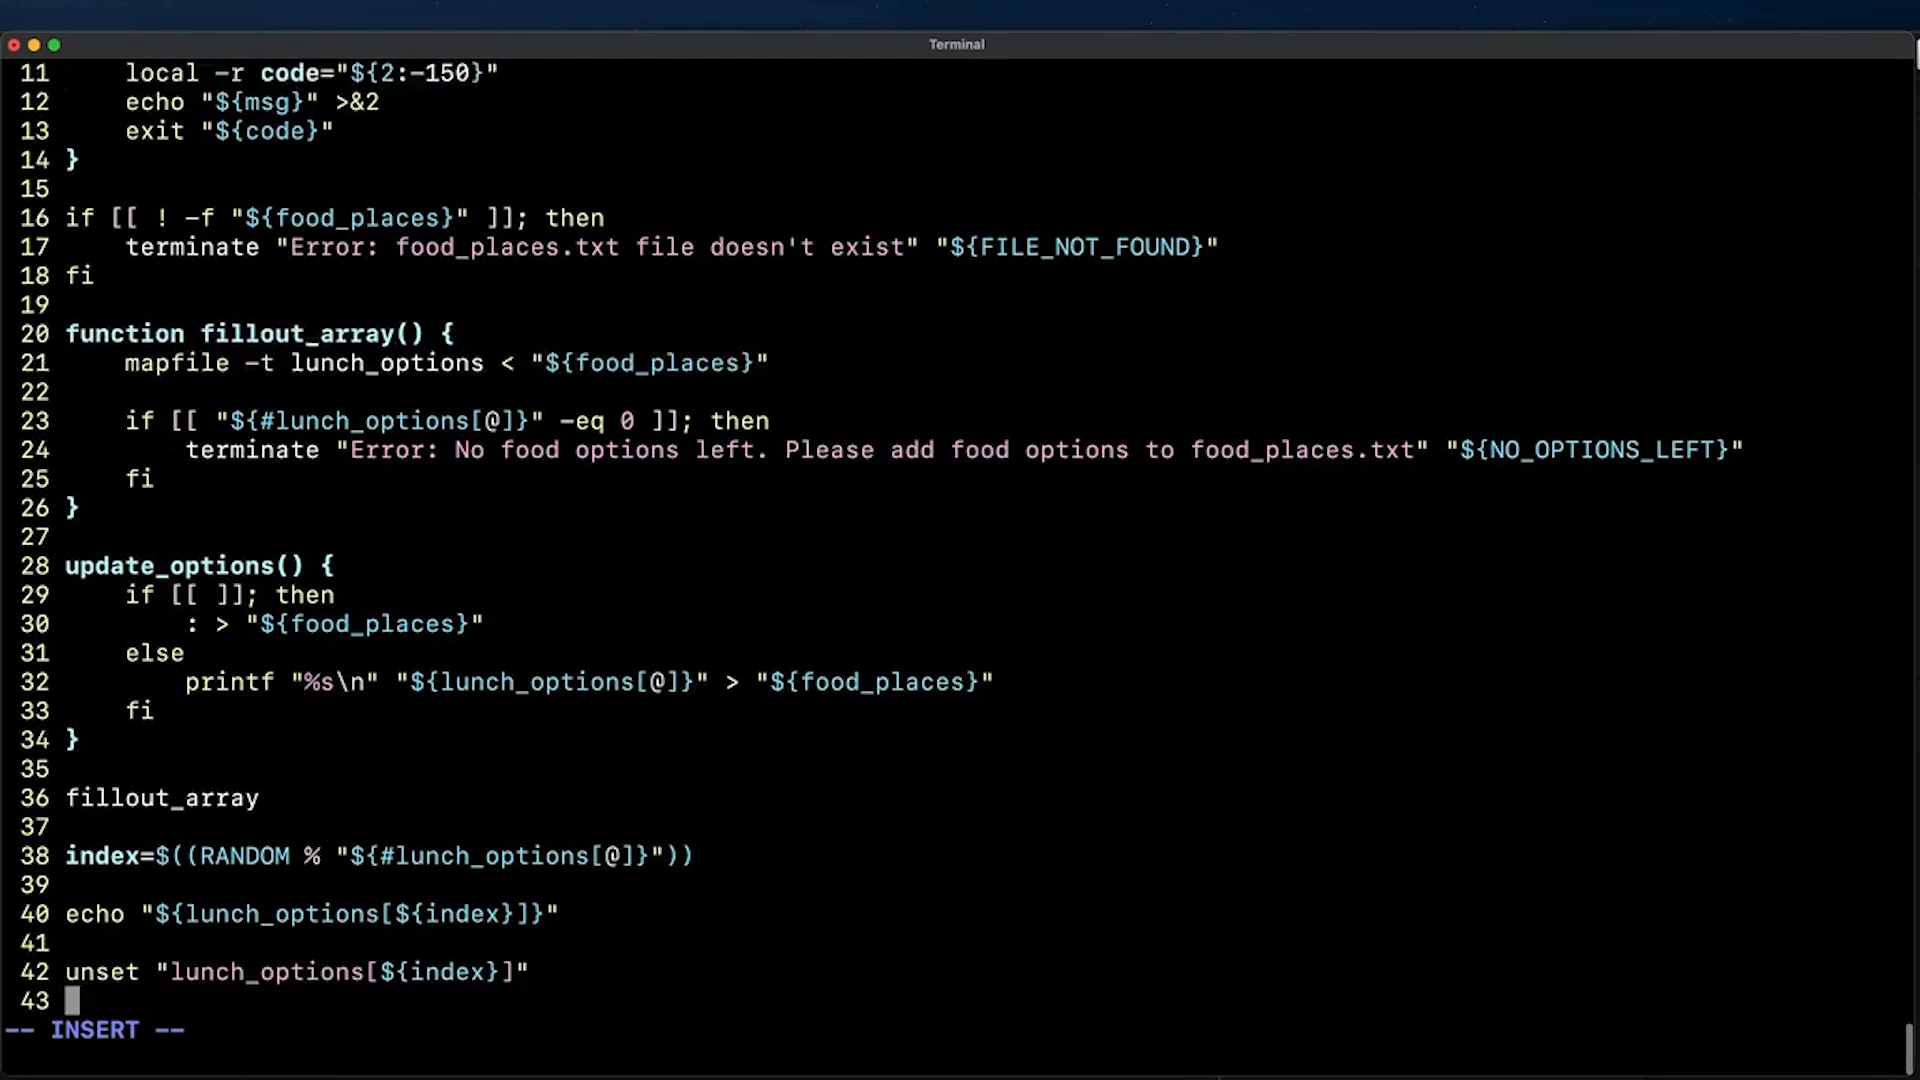 Terminal
11     local -r code="${2:-150}"
12     echo "${msg}" >&2
13     exit "${code}"
14 }
15
16 if [[ ! -f "${food_places}" ]]; then
17     terminate "Error: food_places.txt file doesn't exist" "${FILE_NOT_FOUND}"
18 fi
19
20 function fillout_array() {
21     mapfile -t lunch_options < "${food_places}"
22
23     if [[ "${#lunch_options[@]}" -eq 0 ]]; then
24         terminate "Error: No food options left. Please add food options to food_places.txt" "${NO_OPTIONS_LEFT}"
25     fi
26 }
27
28 update_options() {
29     if [[ ]]; then
30         : > "${food_places}"
31     else
32         printf "%s\n" "${lunch_options[@]}" > "${food_places}"
33     fi
34 }
35
36 fillout_array
37
38 index=$((RANDOM % "${#lunch_options[@]}"))
39
40 echo "${lunch_options[${index}]}"
41
42 unset "lunch_options[${index}]"
43
-- INSERT --